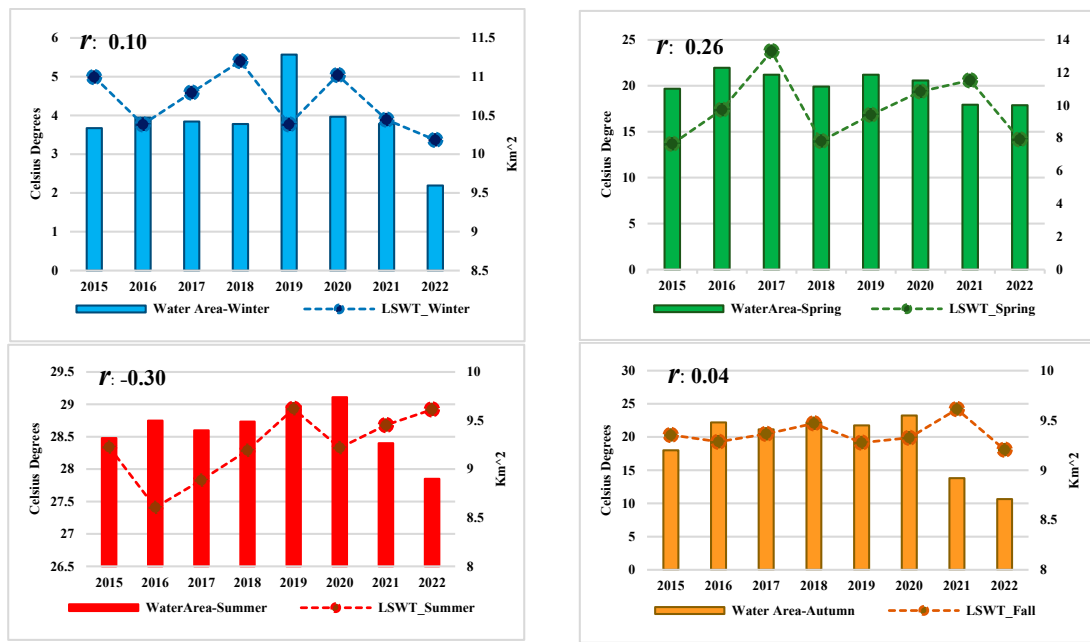 r: 0.10
6
5
4
3
2
1
0
Celsius Degrees
11.5
11
10.5
10
9.5
9
8.5
Km^2
2015 2016 2017 2018 2019 2020 2021 2022
Water Area-Winter LSWT_Winter
r: 0.26
25
20
15
10
5
0
Celsius Degree
14
12
10
8
6
4
2
0
Km^2
2015 2016 2017 2018 2019 2020 2021 2022
WaterArea-Spring LSWT_Spring
r: -0.30
29.5
29
28.5
28
27.5
27
26.5
Celsius Degrees
10
9.5
9
8.5
8
Km^2
2015 2016 2017 2018 2019 2020 2021 2022
WaterArea-Summer LSWT_Summer
r: 0.04
30
25
20
15
10
5
0
Celsius Degrees
10
9.5
9
8.5
8
Km^2
2015 2016 2017 2018 2019 2020 2021 2022
Water Area-Autumn LSWT_Fall